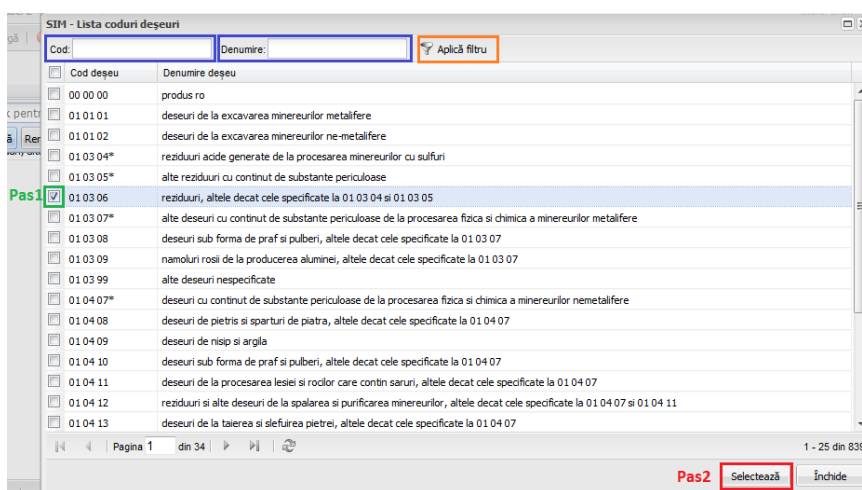 SIM - Lista coduri deşeuri
Cod: Denumire: Aplică filtru
Cod deşeu Denumire deşeu
00 00 00 produs ro
01 01 01 deseuri de la excavarea minereurilor metalifere
01 01 02 deseuri de la excavarea minereurilor ne-metalifere
01 03 04* reziduuri acide generate de la procesarea minereurilor cu sulfuri
01 03 05* alte reziduuri cu continut de substante periculoase
Pas1 01 03 06 reziduuri, altele decat cele specificate la 01 03 04 si 01 03 05
01 03 07* alte deseuri cu continut de substante periculoase de la procesarea fizica si chimica a minereurilor metalifere
01 03 08 deseuri sub forma de praf si pulberi, altele decat cele specificate la 01 03 07
01 03 09 namoluri rosii de la producerea aluminei, altele decat cele specificate la 01 03 07
01 03 99 alte deseuri nespecificate
01 04 07* deseuri cu continut de substante periculoase de la procesarea fizica si chimica a minereurilor nemetalifere
01 04 08 deseuri de pietris si sparturi de piatra, altele decat cele specificate la 01 04 07
01 04 09 deseuri de nisip si argila
01 04 10 deseuri sub forma de praf si pulberi, altele decat cele specificate la 01 04 07
01 04 11 deseuri de la procesarea lesiei si rocilor care contin saruri, altele decat cele specificate la 01 04 07
01 04 12 reziduuri si alte deseuri de la spalarea si purificarea minereurilor, altele decat cele specificate la 01 04 07 si 01 04 11
01 04 13 deseuri de la taierea si slefuirea pietrei, altele decat cele specificate la 01 04 07
Pagina 1 din 34 1 - 25 din 839
Pas2 Selectează Închide